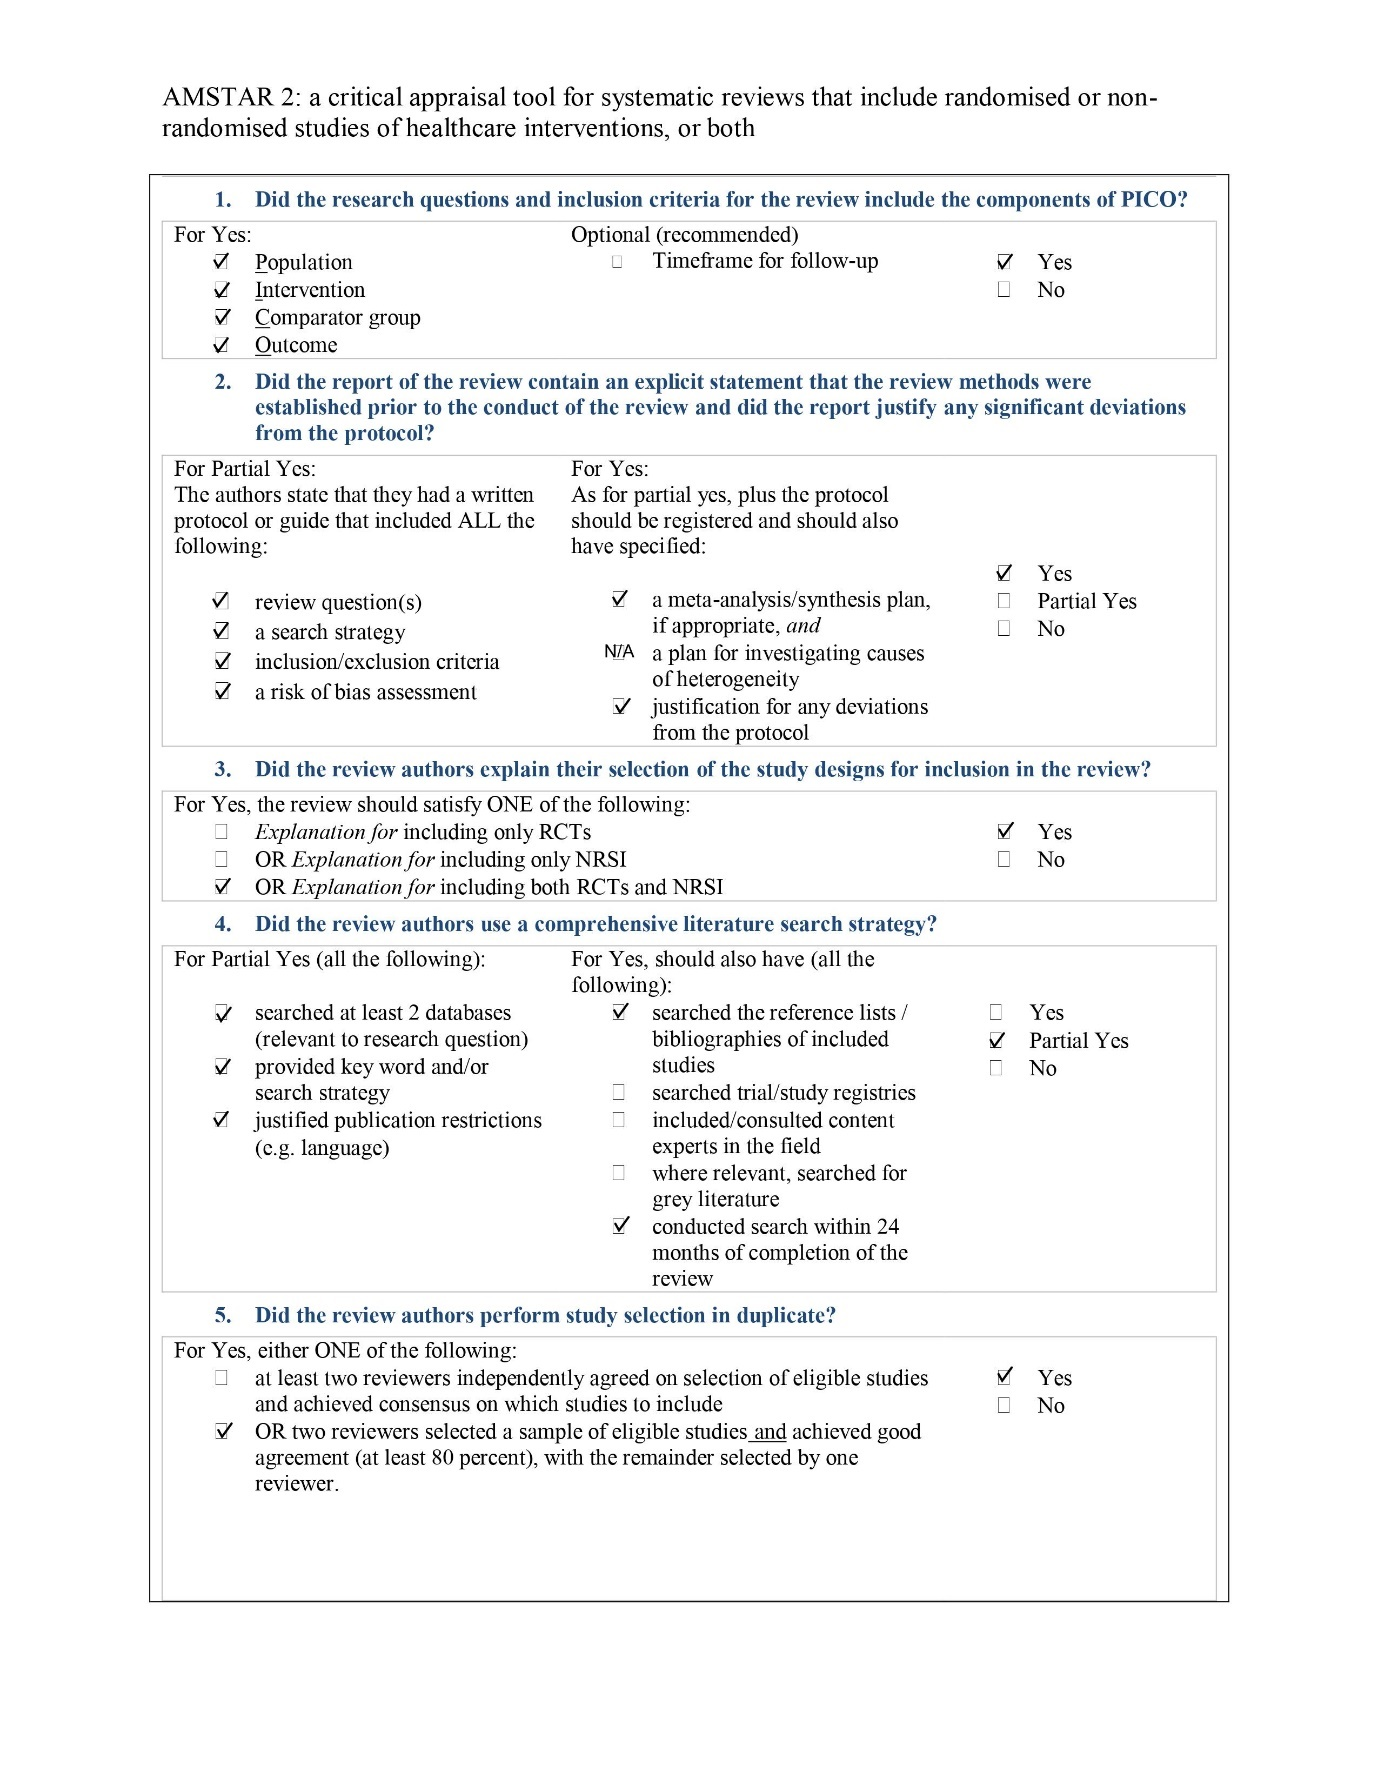 AMSTAR 2: a critical appraisal tool for systematic reviews that include randomised or non-
randomised studies of healthcare interventions, or both
1. Did the research questions and inclusion criteria for the review include the components of PICO?
For Yes:
☑ Population
☑ Intervention
☑ Comparator group
☑ Outcome
Optional (recommended)
☐ Timeframe for follow-up
☑ Yes
☐ No
2. Did the report of the review contain an explicit statement that the review methods were
established prior to the conduct of the review and did the report justify any significant deviations
from the protocol?
For Partial Yes:
The authors state that they had a written
protocol or guide that included ALL the
following:
☑ review question(s)
☑ a search strategy
☑ inclusion/exclusion criteria
☑ a risk of bias assessment
For Yes:
As for partial yes, plus the protocol
should be registered and should also
have specified:
☑ a meta-analysis/synthesis plan,
if appropriate, and
N/A a plan for investigating causes
of heterogeneity
☑ justification for any deviations
from the protocol
☑ Yes
☐ Partial Yes
☐ No
3. Did the review authors explain their selection of the study designs for inclusion in the review?
For Yes, the review should satisfy ONE of the following:
☐ Explanation for including only RCTs
☐ OR Explanation for including only NRSI
☑ OR Explanation for including both RCTs and NRSI
☑ Yes
☐ No
4. Did the review authors use a comprehensive literature search strategy?
For Partial Yes (all the following):
☑ searched at least 2 databases
(relevant to research question)
☑ provided key word and/or
search strategy
☑ justified publication restrictions
(e.g. language)
For Yes, should also have (all the
following):
☑ searched the reference lists /
bibliographies of included
studies
☐ searched trial/study registries
☐ included/consulted content
experts in the field
☐ where relevant, searched for
grey literature
☑ conducted search within 24
months of completion of the
review
☐ Yes
☑ Partial Yes
☐ No
5. Did the review authors perform study selection in duplicate?
For Yes, either ONE of the following:
☐ at least two reviewers independently agreed on selection of eligible studies
and achieved consensus on which studies to include
☑ OR two reviewers selected a sample of eligible studies and achieved good
agreement (at least 80 percent), with the remainder selected by one
reviewer.
☑ Yes
☐ No